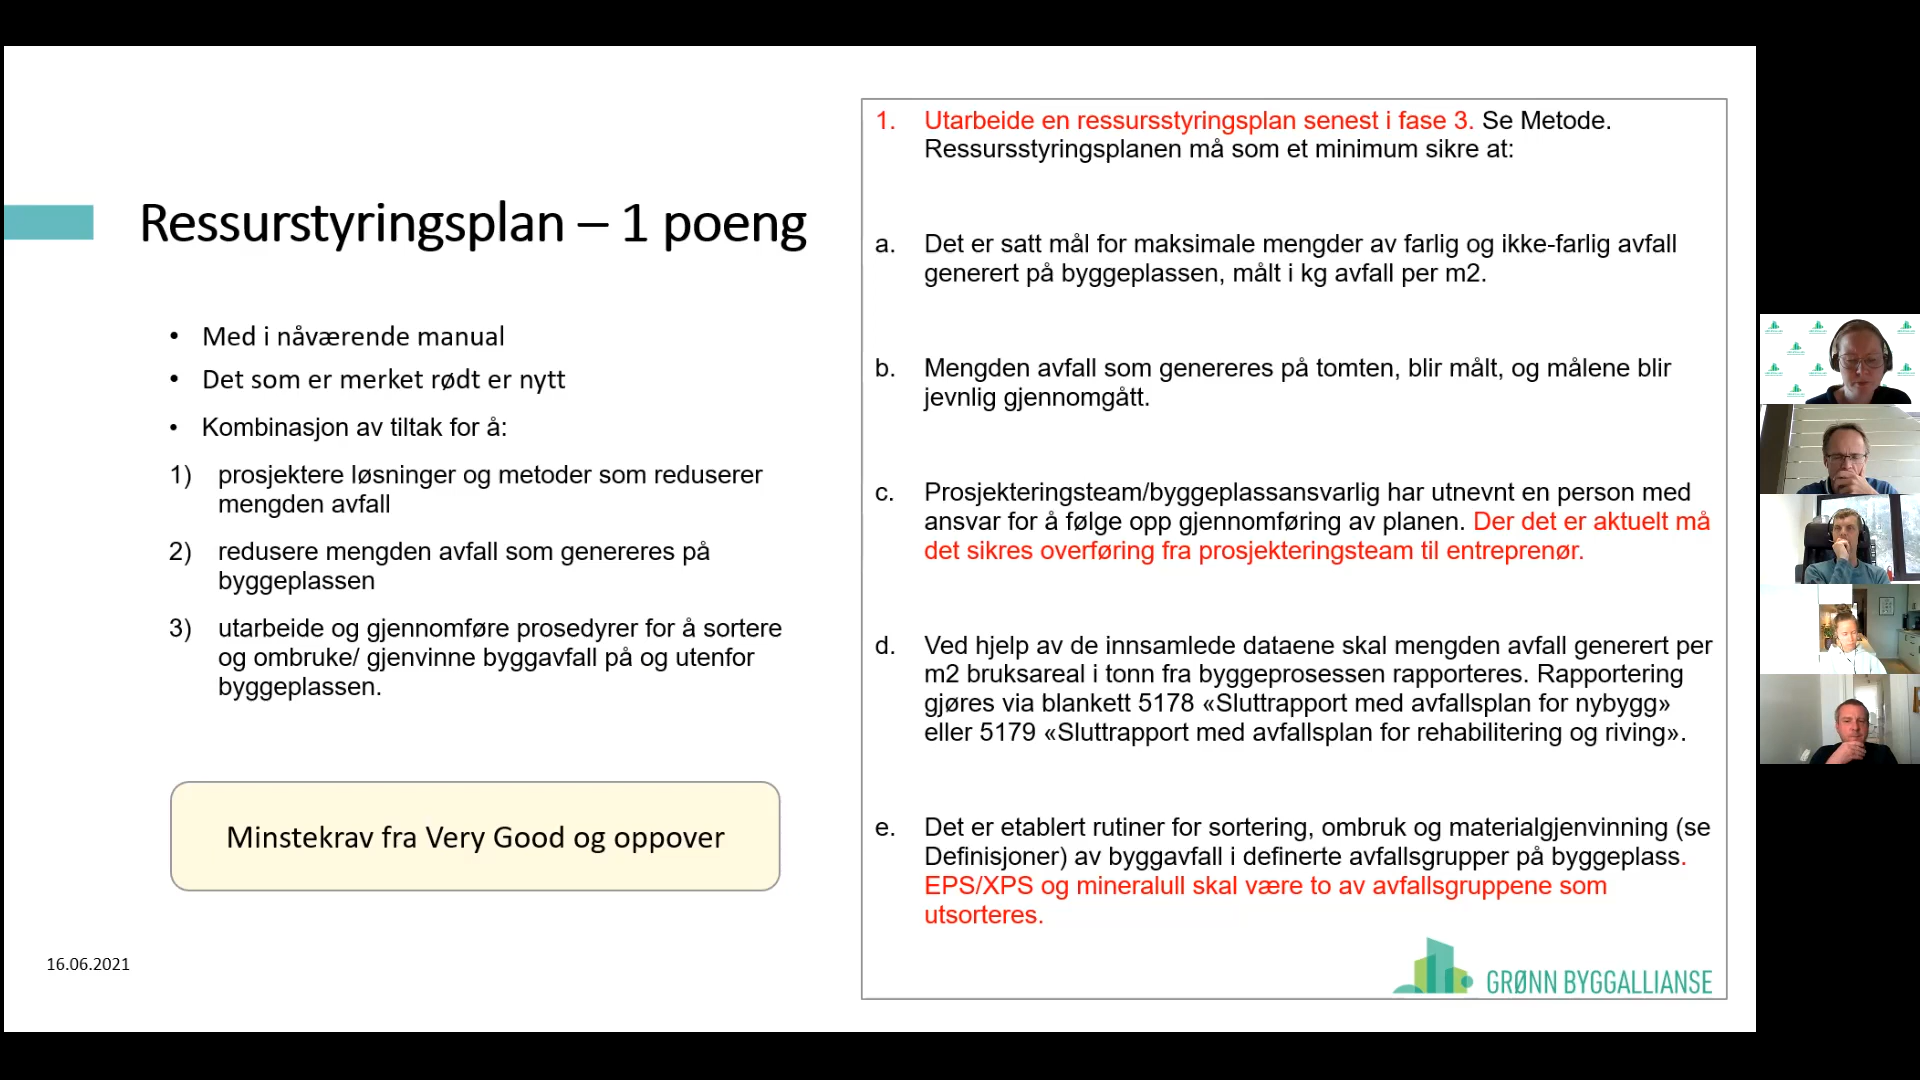 Ressurstyringsplan – 1 poeng
• Med i nåværende manual
• Det som er merket rødt er nytt
• Kombinasjon av tiltak for å:
1) prosjektere løsninger og metoder som reduserer
mengden avfall
2) redusere mengden avfall som genereres på
byggeplassen
3) utarbeide og gjennomføre prosedyrer for å sortere
og ombruke/ gjenvinne byggavfall på og utenfor
byggeplassen.
Minstekrav fra Very Good og oppover
16.06.2021
1. Utarbeide en ressursstyringsplan senest i fase 3. Se Metode.
Ressursstyringsplanen må som et minimum sikre at:
a. Det er satt mål for maksimale mengder av farlig og ikke-farlig avfall
generert på byggeplassen, målt i kg avfall per m2.
b. Mengden avfall som genereres på tomten, blir målt, og målene blir
jevnlig gjennomgått.
c. Prosjekteringsteam/byggeplassansvarlig har utnevnt en person med
ansvar for å følge opp gjennomføring av planen. Der det er aktuelt må
det sikres overføring fra prosjekteringsteam til entreprenør.
d. Ved hjelp av de innsamlede dataene skal mengden avfall generert per
m2 bruksareal i tonn fra byggeprosessen rapporteres. Rapportering
gjøres via blankett 5178 «Sluttrapport med avfallsplan for nybygg»
eller 5179 «Sluttrapport med avfallsplan for rehabilitering og riving».
e. Det er etablert rutiner for sortering, ombruk og materialgjenvinning (se
Definisjoner) av byggavfall i definerte avfallsgrupper på byggeplass.
EPS/XPS og mineralull skal være to av avfallsgruppene som
utsorteres.
GRØNN BYGGALLIANSE